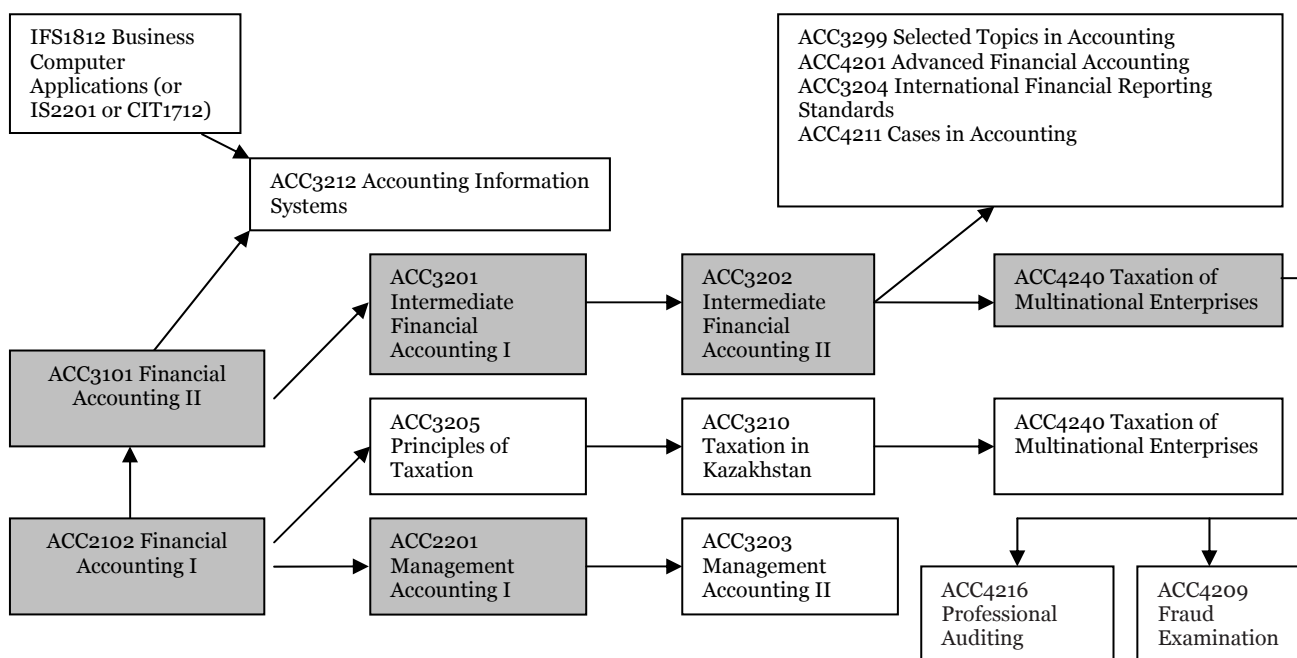 IFS1812 Business
Computer
Applications (or
IS2201 or CIT1712)
ACC3299 Selected Topics in Accounting
ACC4201 Advanced Financial Accounting
ACC3204 International Financial Reporting
Standards
ACC4211 Cases in Accounting
ACC3212 Accounting Information
Systems
ACC3201
Intermediate
Financial
Accounting I
ACC3202
Intermediate
Financial
Accounting II
ACC4240 Taxation of
Multinational Enterprises
ACC3101 Financial
Accounting II
ACC3205
Principles of
Taxation
ACC3210
Taxation in
Kazakhstan
ACC4240 Taxation of
Multinational Enterprises
ACC2102 Financial
Accounting I
ACC2201
Management
Accounting I
ACC3203
Management
Accounting II
ACC4216
Professional
Auditing
ACC4209
Fraud
Examination